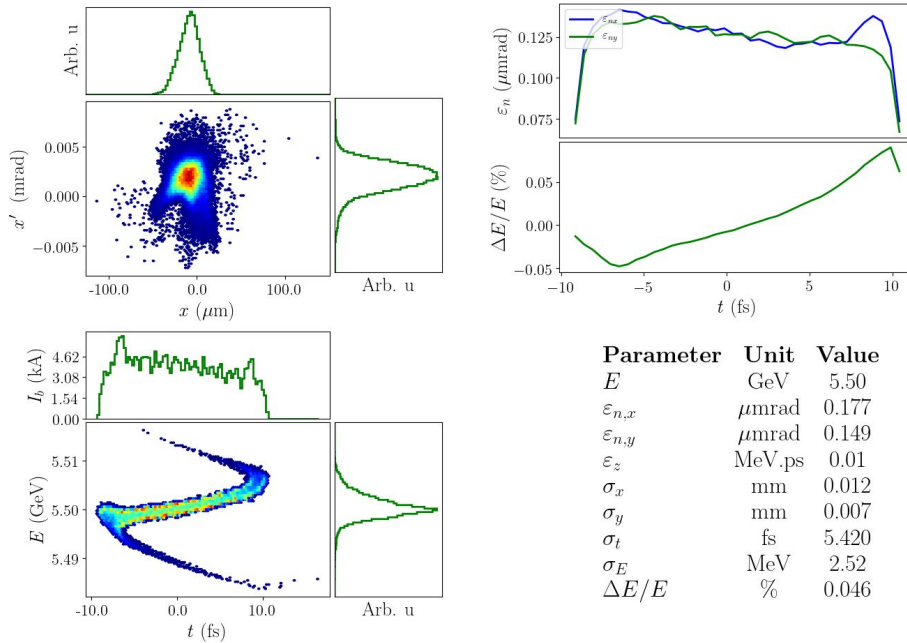 Arb. u
x′ (mrad)
0.005
0.000
−0.005
-100.0 0.0 100.0
x (μm)
Arb. u
ε_n (μmrad)
0.125
0.100
0.075
ε_nx
ε_ny
ΔE/E (%)
0.05
0.00
−0.05
−10 −5 0 5 10
t (fs)
I_b (kA)
4.62
3.08
1.54
0.00
E (GeV)
5.51
5.50
5.49
-10.0 0.0 10.0
t (fs)
Arb. u
Parameter Unit Value
E GeV 5.50
ε_{n,x} μmrad 0.177
ε_{n,y} μmrad 0.149
ε_z MeV.ps 0.01
σ_x mm 0.012
σ_y mm 0.007
σ_t fs 5.420
σ_E MeV 2.52
ΔE/E % 0.046